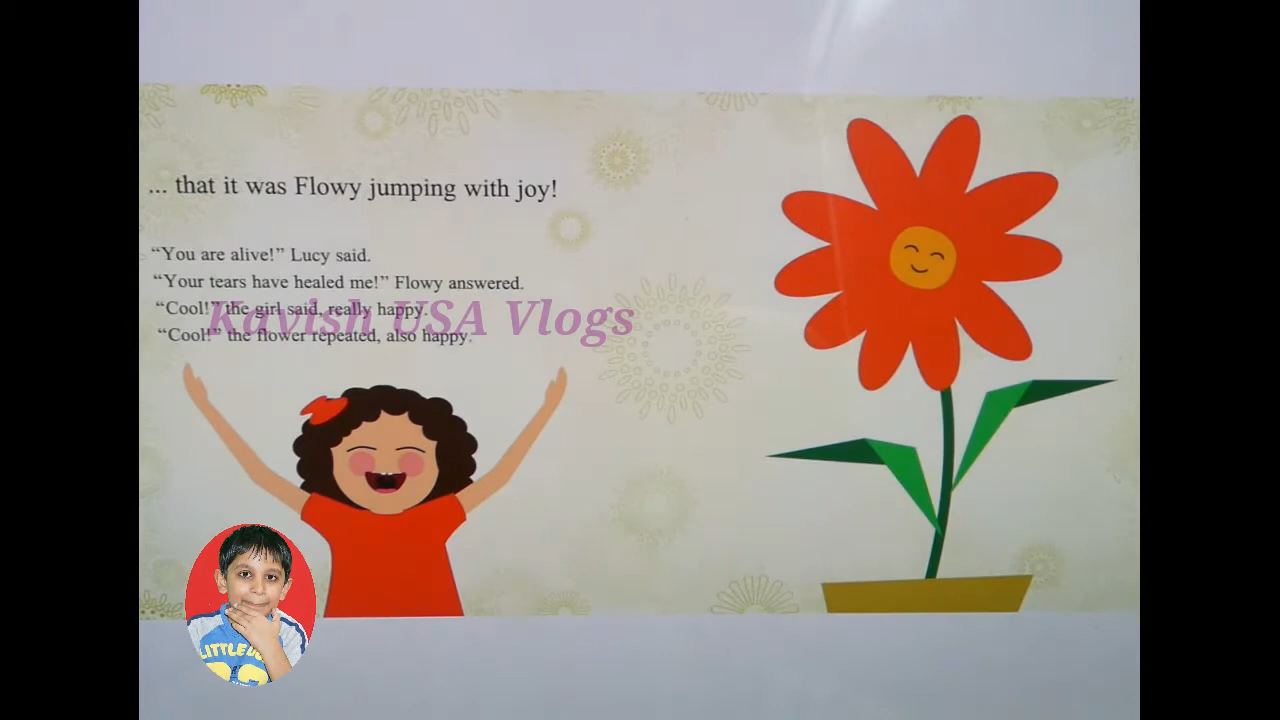 ... that it was Flowy jumping with joy!
“You are alive!” Lucy said.
“Your tears have healed me!” Flowy answered.
“Cool!” the girl said, really happy.
“Cool!” the flower repeated, also happy.
Kavish USA Vlogs
LITTLE